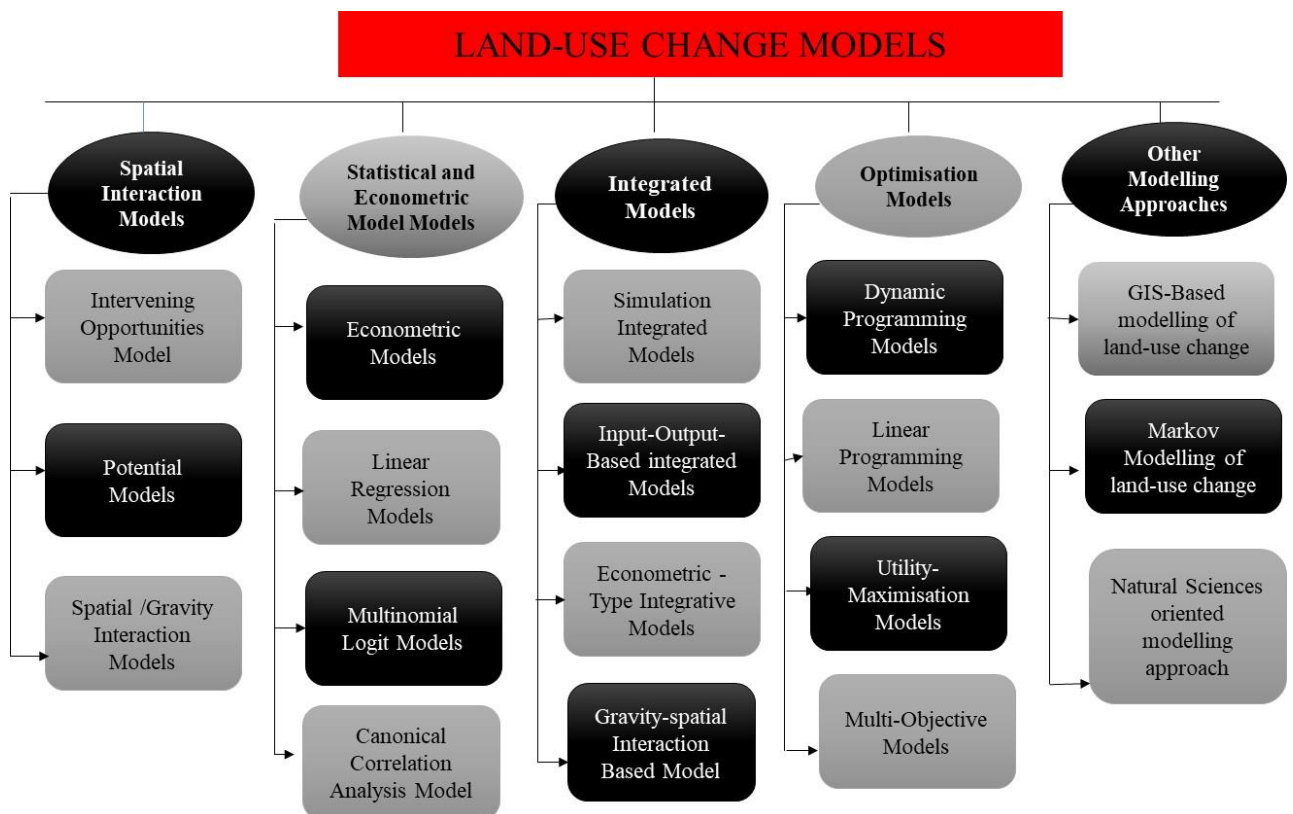 LAND-USE CHANGE MODELS
Spatial
Interaction
Models
Intervening
Opportunities
Model
Potential
Models
Spatial /Gravity
Interaction
Models
Statistical and
Econometric
Model Models
Econometric
Models
Linear
Regression
Models
Multinomial
Logit Models
Canonical
Correlation
Analysis Model
Integrated
Models
Simulation
Integrated
Models
Input-Output-
Based integrated
Models
Econometric -
Type Integrative
Models
Gravity-spatial
Interaction
Based Model
Optimisation
Models
Dynamic
Programming
Models
Linear
Programming
Models
Utility-
Maximisation
Models
Multi-Objective
Models
Other
Modelling
Approaches
GIS-Based
modelling of
land-use change
Markov
Modelling of
land-use change
Natural Sciences
oriented
modelling
approach